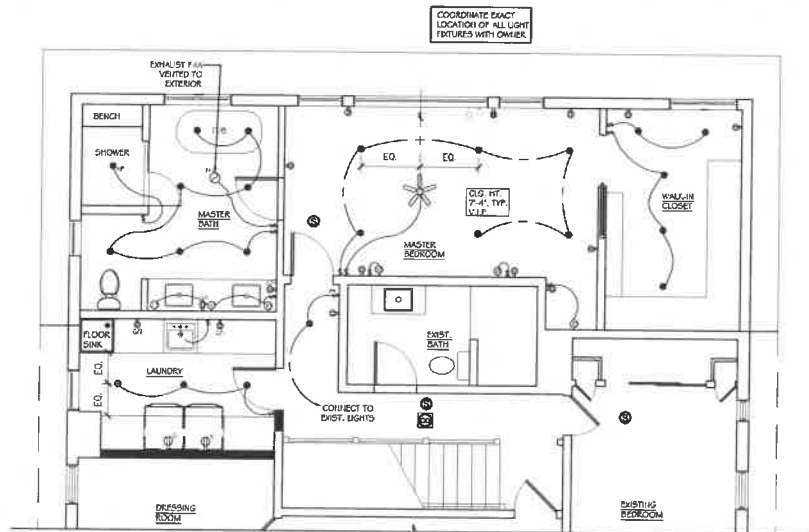 COORDINATE EXACT
LOCATION OF ALL LIGHT
FIXTURES WITH OWNER
EXHAUST FAN
VENTED TO
EXTERIOR
BENCH
SHOWER
MASTER
BATH
EQ.
EQ.
CLG. HT.
7'-4", TYP.
V.I.F.
MASTER
BEDROOM
WALK-IN
CLOSET
FLOOR
SINK
EXIST.
BATH
EQ.
EQ.
LAUNDRY
CONNECT TO
EXIST. LIGHTS
S
S
S
DRESSING
ROOM
EXISTING
BEDROOM